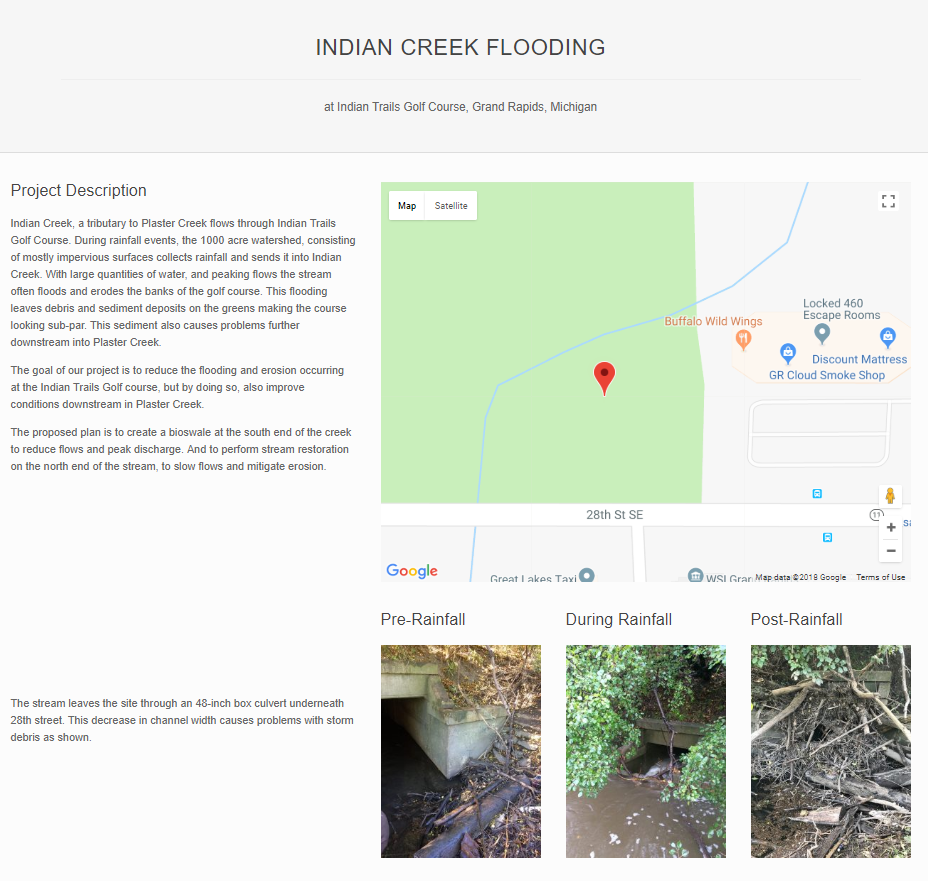 INDIAN CREEK FLOODING
at Indian Trails Golf Course, Grand Rapids, Michigan
Project Description
Indian Creek, a tributary to Plaster Creek flows through Indian Trails
Golf Course. During rainfall events, the 1000 acre watershed, consisting
of mostly impervious surfaces collects rainfall and sends it into Indian
Creek. With large quantities of water, and peaking flows the stream
often floods and erodes the banks of the golf course. This flooding
leaves debris and sediment deposits on the greens making the course
looking sub-par. This sediment also causes problems further
downstream into Plaster Creek.
The goal of our project is to reduce the flooding and erosion occurring
at the Indian Trails Golf course, but by doing so, also improve
conditions downstream in Plaster Creek.
The proposed plan is to create a bioswale at the south end of the creek
to reduce flows and peak discharge. And to perform stream restoration
on the north end of the stream, to slow flows and mitigate erosion.
Map
Satellite
Locked 460
Escape Rooms
Buffalo Wild Wings
Discount Mattress
GR Cloud Smoke Shop
28th St SE
11
Google
Great Lakes Taxi
WSI Gran
Map data ©2019 Google
Terms of Use
Pre-Rainfall
During Rainfall
Post-Rainfall
The stream leaves the site through an 48-inch box culvert underneath
28th street. This decrease in channel width causes problems with storm
debris as shown.